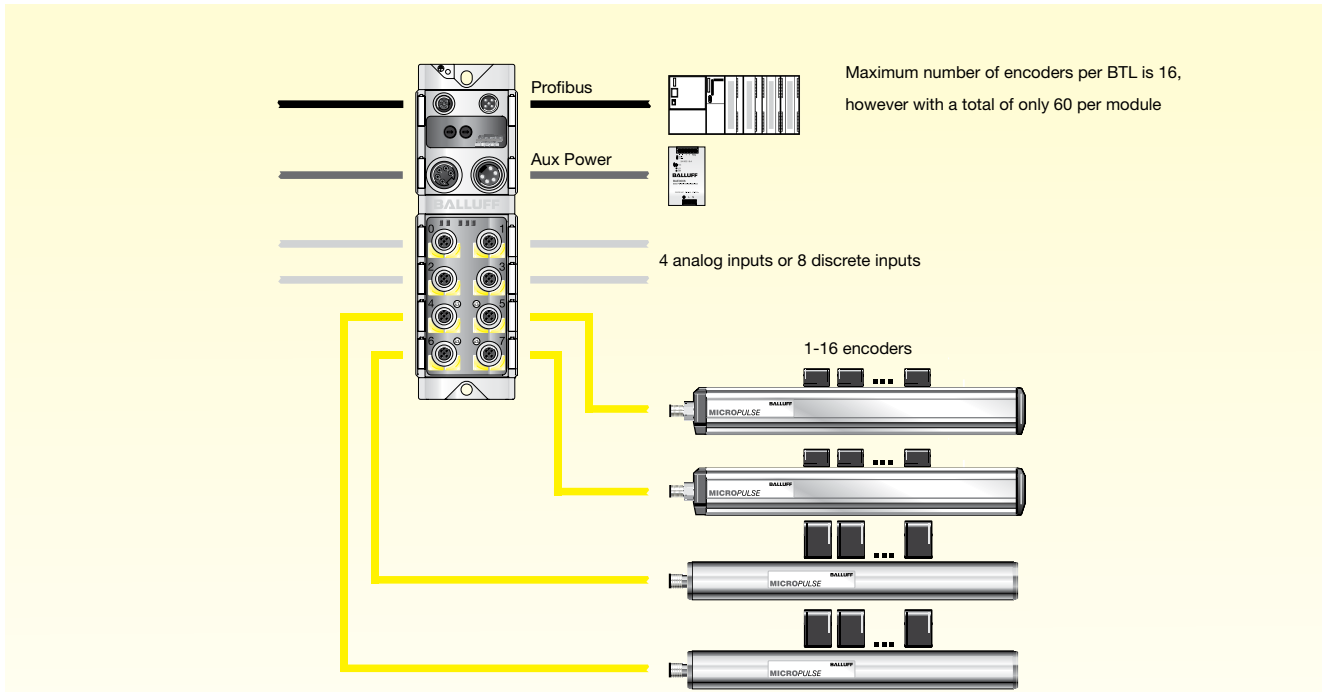 Profibus
Maximum number of encoders per BTL is 16,
however with a total of only 60 per module
Aux Power
BALLUFF
BALLUFF
0 1
2 3
4 analog inputs or 8 discrete inputs
4 5
6 7
1-16 encoders
BALLUFF
MICROPULSE
BALLUFF
MICROPULSE
BALLUFF
MICROPULSE
BALLUFF
MICROPULSE